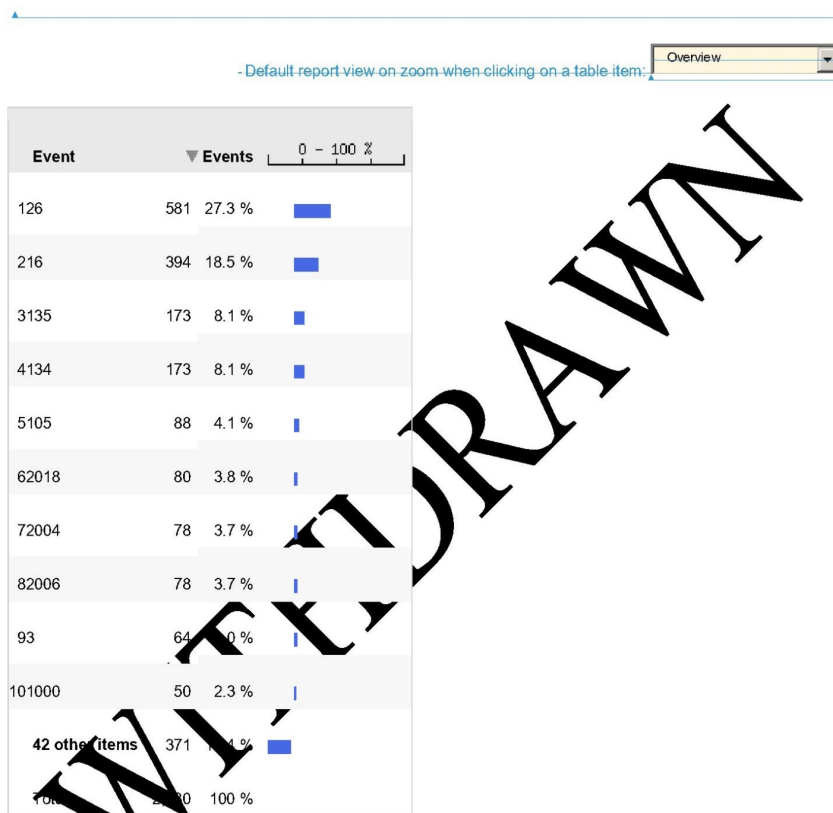 - Default report view on zoom when clicking on a table item: Overview
Event Events 0 - 100 %
126 581 27.3 %
216 394 18.5 %
3135 173 8.1 %
4134 173 8.1 %
5105 88 4.1 %
62018 80 3.8 %
72004 78 3.7 %
82006 78 3.7 %
93 64
101000 50 2.3 %
42 other items 371
100 %
WITHDRAWN